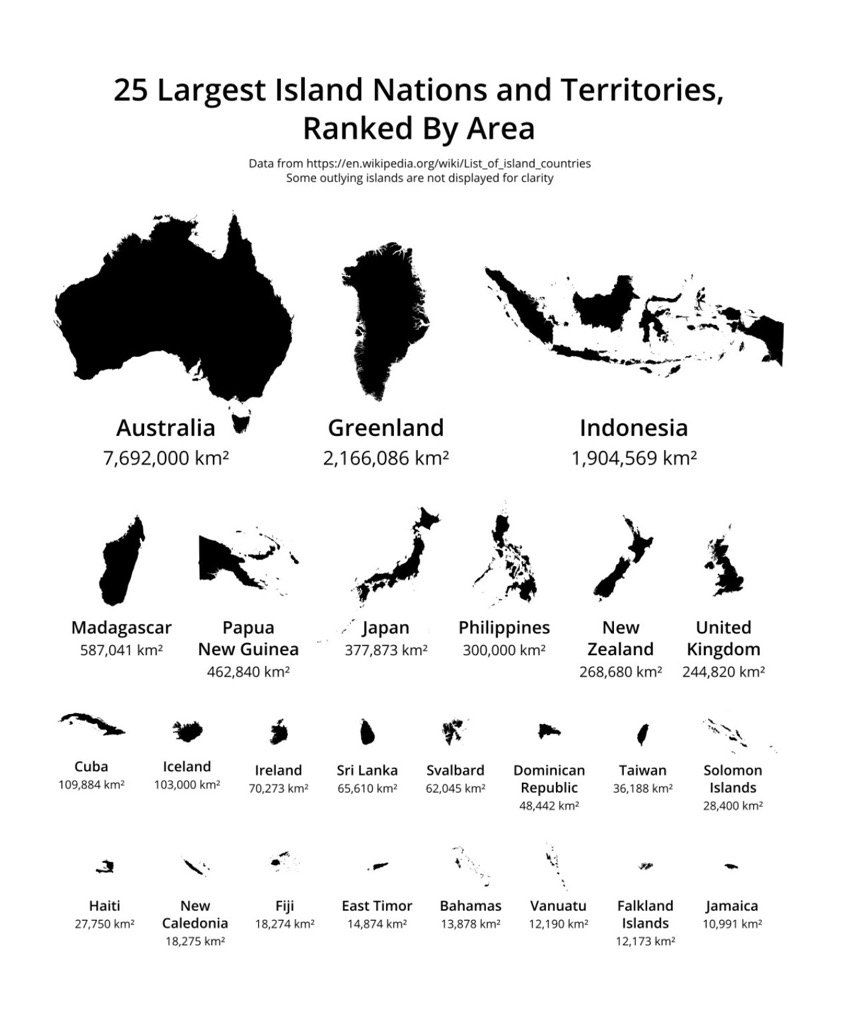 25 Largest Island Nations and Territories,
Ranked By Area
Data from https://en.wikipedia.org/wiki/List_of_island_countries
Some outlying islands are not displayed for clarity
Australia
7,692,000 km²
Greenland
2,166,086 km²
Indonesia
1,904,569 km²
Madagascar
587,041 km²
Papua
New Guinea
462,840 km²
Japan
377,873 km²
Philippines
300,000 km²
New
Zealand
268,680 km²
United
Kingdom
244,820 km²
Cuba
109,884 km²
Iceland
103,000 km²
Ireland
70,273 km²
Sri Lanka
65,610 km²
Svalbard
62,045 km²
Dominican
Republic
48,442 km²
Taiwan
36,188 km²
Solomon
Islands
28,400 km²
Haiti
27,750 km²
New
Caledonia
18,275 km²
Fiji
18,274 km²
East Timor
14,874 km²
Bahamas
13,878 km²
Vanuatu
12,190 km²
Falkland
Islands
12,173 km²
Jamaica
10,991 km²